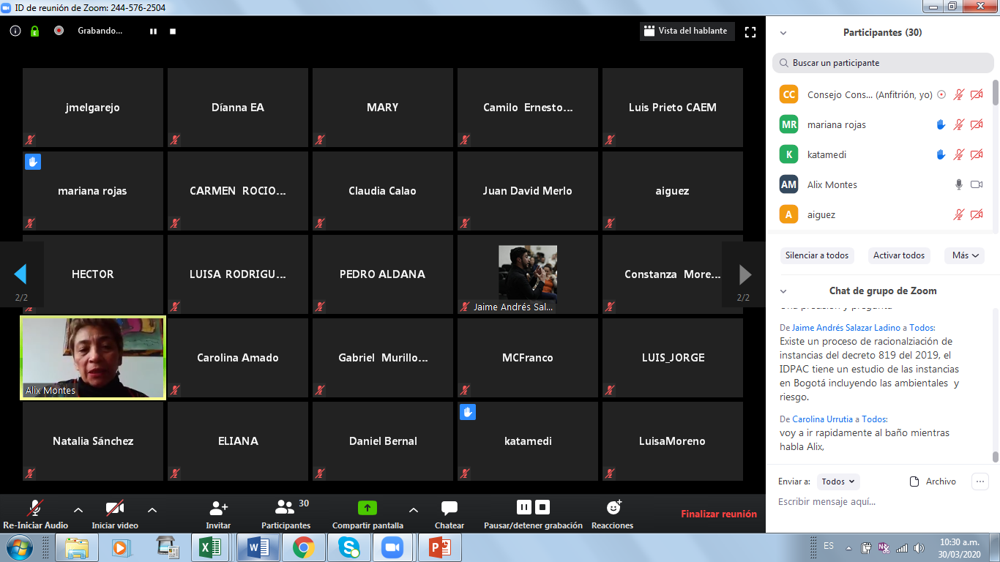 ID de reunión de Zoom: 244-576-2504
Grabando...
Vista del hablante
jmelgarejo
Díanna EA
MARY
Camilo Ernesto...
Luis Prieto CAEM
mariana rojas
CARMEN ROCIO...
Claudia Calao
Juan David Merlo
aiguez
HECTOR
LUISA RODRIGU...
PEDRO ALDANA
Jaime Andrés Sal...
Constanza More...
2/2
2/2
Alix Montes
Carolina Amado
Gabriel Murillo...
MCFranco
LUIS_JORGE
Natalia Sánchez
ELIANA
Daniel Bernal
katamedi
LuisaMoreno
Re-Iniciar Audio
Iniciar video
Invitar
Participantes
30
Compartir pantalla
Chatear
Pausar/detener grabación
Reacciones
Finalizar reunión
Participantes (30)
Buscar un participante
CC Consejo Cons... (Anfitrión, yo)
MR mariana rojas
K katamedi
AM Alix Montes
A aiguez
Silenciar a todos
Activar todos
Más
Chat de grupo de Zoom
Una precisión y pregunta
De Jaime Andrés Salazar Ladino a Todos:
Existe un proceso de racionalziación de
instancias del decreto 819 del 2019, el
IDPAC tiene un estudio de las instancias
en Bogotá incluyendo las ambientales y
riesgo.
De Carolina Urrutia a Todos:
voy a ir rapidamente al baño mientras
habla Alix,
Enviar a: Todos
Archivo
...
Escribir mensaje aquí...
ES
10:30 a.m.
30/03/2020